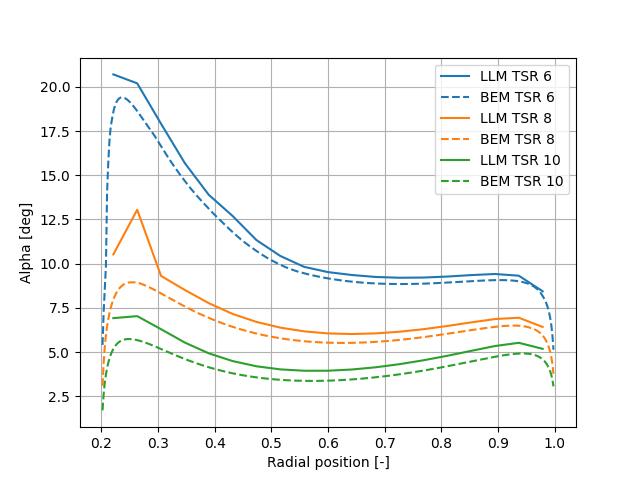 LLM TSR 6
BEM TSR 6
LLM TSR 8
BEM TSR 8
LLM TSR 10
BEM TSR 10
20.0
17.5
15.0
12.5
10.0
7.5
5.0
2.5
Alpha [deg]
0.2 0.3 0.4 0.5 0.6 0.7 0.8 0.9 1.0
Radial position [-]